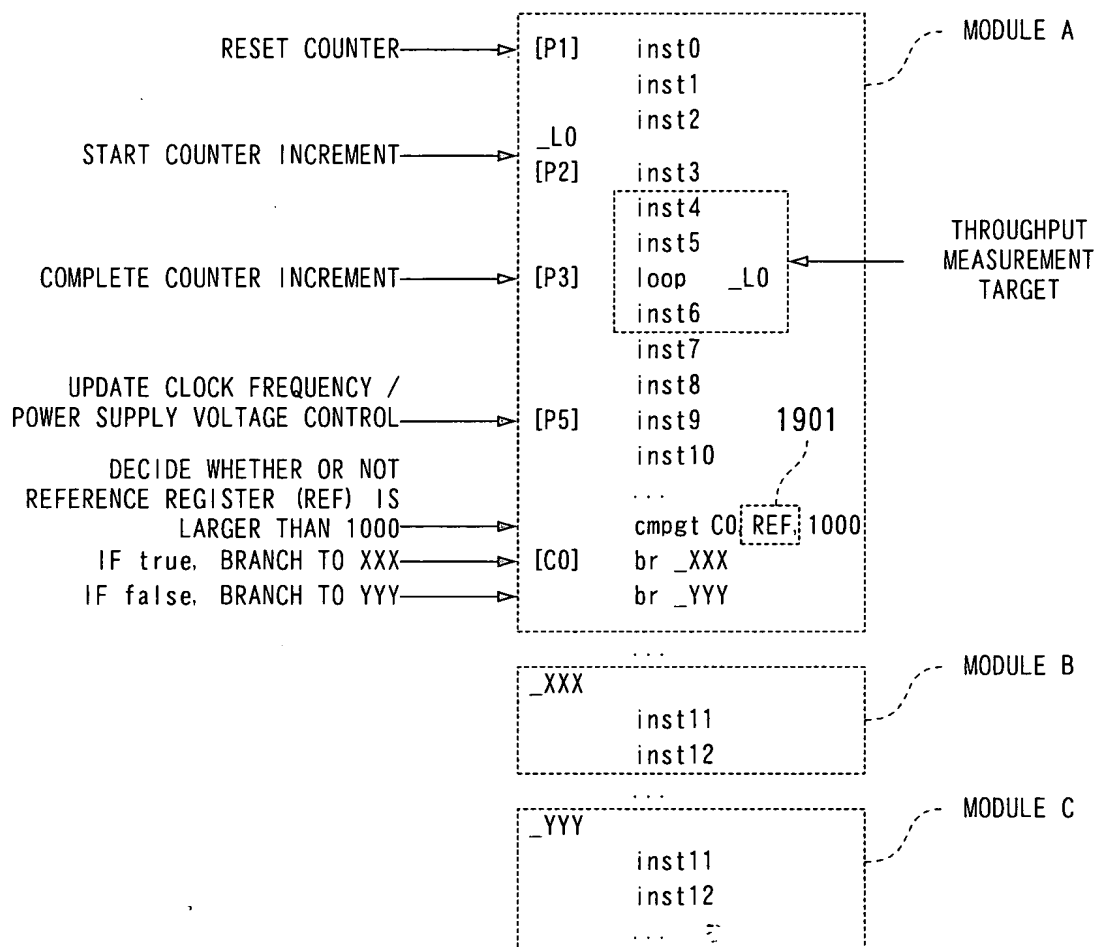 MODULE A
RESET COUNTER [P1] inst0
inst1
inst2
_L0
START COUNTER INCREMENT
[P2] inst3
inst4
inst5
COMPLETE COUNTER INCREMENT [P3] loop _L0
inst6
THROUGHPUT
MEASUREMENT
TARGET
inst7
UPDATE CLOCK FREQUENCY /
POWER SUPPLY VOLTAGE CONTROL
inst8
[P5] inst9
1901
inst10
...
DECIDE WHETHER OR NOT
REFERENCE REGISTER (REF) IS
LARGER THAN 1000
cmpgt C0 REF, 1000
IF true, BRANCH TO XXX [C0] br _XXX
IF false, BRANCH TO YYY br _YYY
...
MODULE B
_XXX
inst11
inst12
...
MODULE C
_YYY
inst11
inst12
...